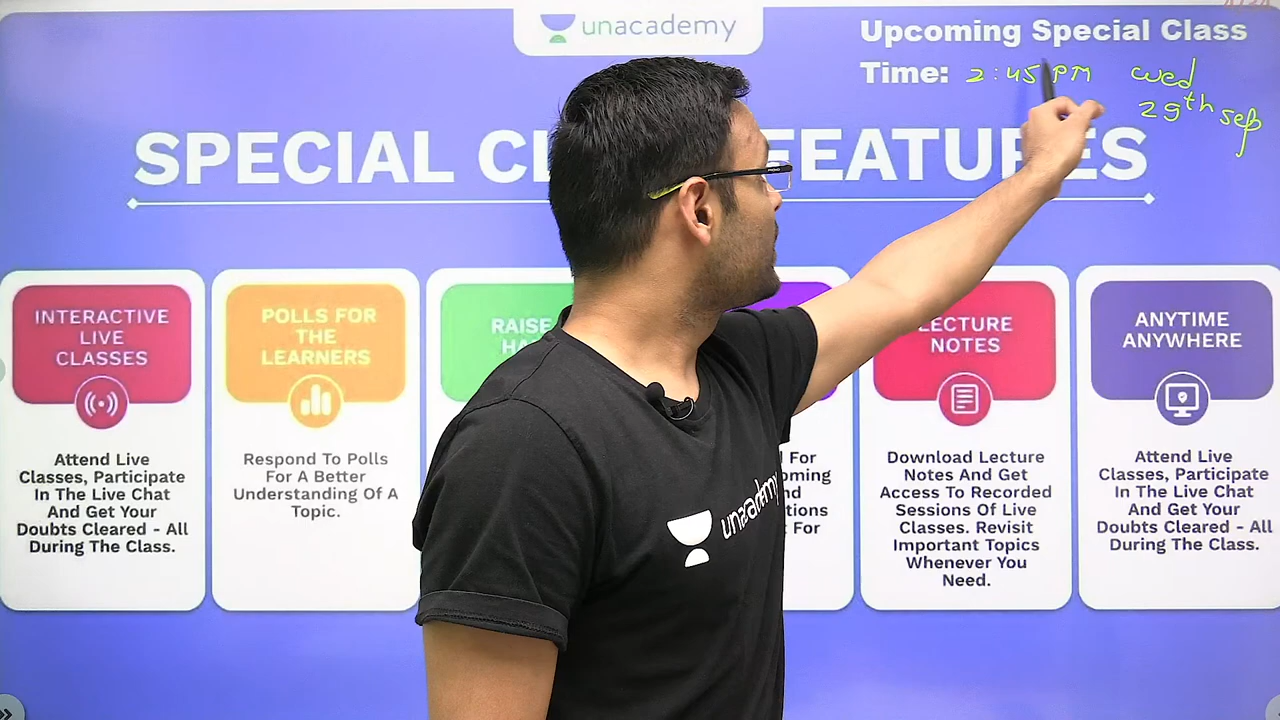 unacademy
Upcoming Special Class
Time: 2:45 PM Wed
29th Sep
SPECIAL FEATURES
INTERACTIVE
LIVE
CLASSES
Attend Live
Classes, Participate
In The Live Chat
And Get Your
Doubts Cleared - All
During The Class.
POLLS FOR
THE
LEARNERS
Respond To Polls
For A Better
Understanding Of A
Topic.
RAISE
For
LECTURE
NOTES
Download Lecture
Notes And Get
Access To Recorded
Sessions Of Live
Classes. Revisit
Important Topics
Whenever You
Need.
ANYTIME
ANYWHERE
Attend Live
Classes, Participate
In The Live Chat
And Get Your
Doubts Cleared - All
During The Class.
unacademy